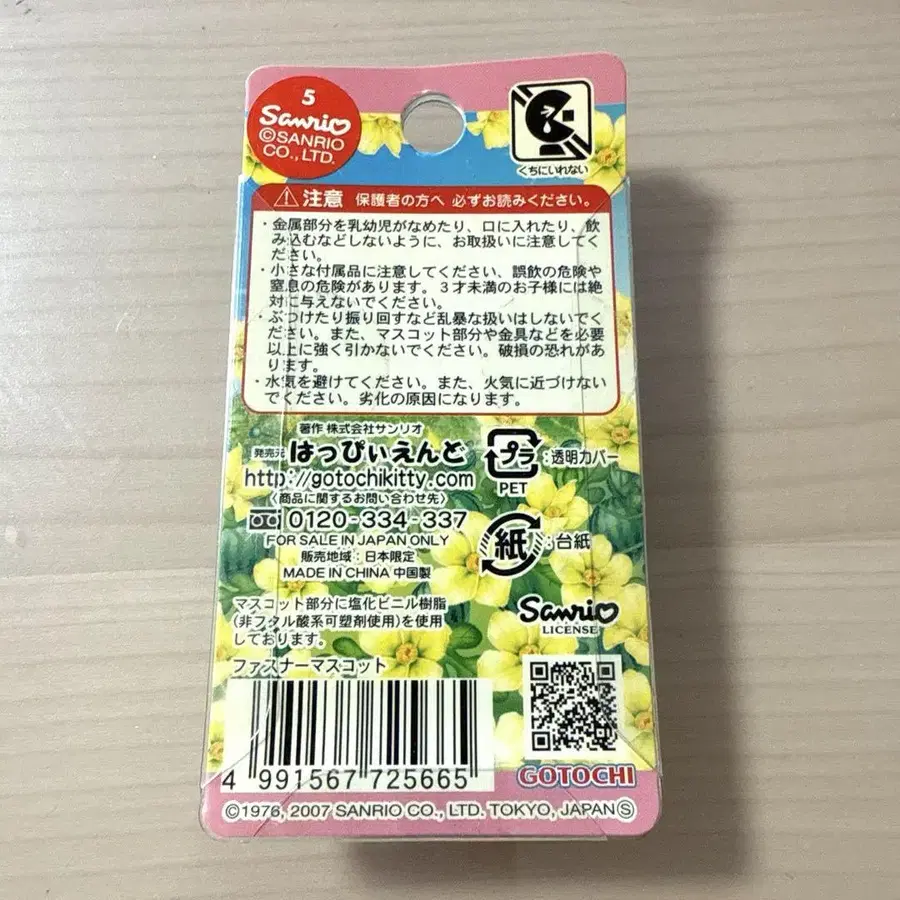 5
Sanrio
©SANRIO
CO., LTD.
くちにいれない
注意 保護者の方へ 必ずお読みください。
・金属部分を乳幼児がなめたり、口に入れたり、飲
み込むなどしないように、お取扱いに注意してく
ださい。
・小さな付属品に注意してください、誤飲の危険や
窒息の危険があります。3才未満のお子様には絶
対に与えないでください。
・ぶつけたり振り回すなど乱暴な扱いはしないでく
ださい。また、マスコット部分や金具などを必要
以上に強く引かないでください。破損の恐れがあ
ります。
・水気を避けてください。また、火気に近づけない
でください。劣化の原因になります。
著作 株式会社サンリオ
発売元 はっぴぃえんど
http://gotochikitty.com
〈商品に関するお問い合わせ先〉
0120-334-337
FOR SALE IN JAPAN ONLY
販売地域:日本限定
MADE IN CHINA 中国製
プラ :透明カバー
PET
紙 :台紙
マスコット部分に塩化ビニル樹脂
(非フタル酸系可塑剤使用)を使用
しております。
ファスナーマスコット
Sanrio
LICENSE
4 991567 725665
GOTOCHI
©1976, 2007 SANRIO CO., LTD. TOKYO, JAPAN Ⓢ